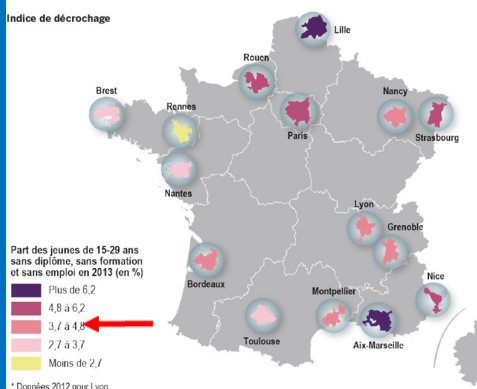 Indice de décrochage
Lille
Rouen
Brest
Rennes
Nancy
Paris
Strasbourg
Nantes
Lyon
Grenoble
Part des jeunes de 15-29 ans
sans diplôme, sans formation
et sans emploi en 2013 (en %)
Plus de 6,2
4,8 à 6,2
3,7 à 4,8
2,7 à 3,7
Moins de 2,7
Bordeaux
Montpellier
Nice
Toulouse
Aix-Marseille
* Données 2012 pour Lyon